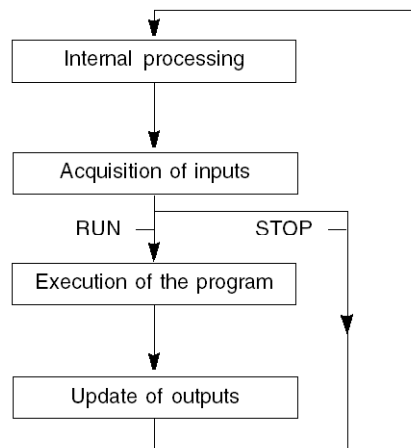 Internal processing
Acquisition of inputs
RUN STOP
Execution of the program
Update of outputs